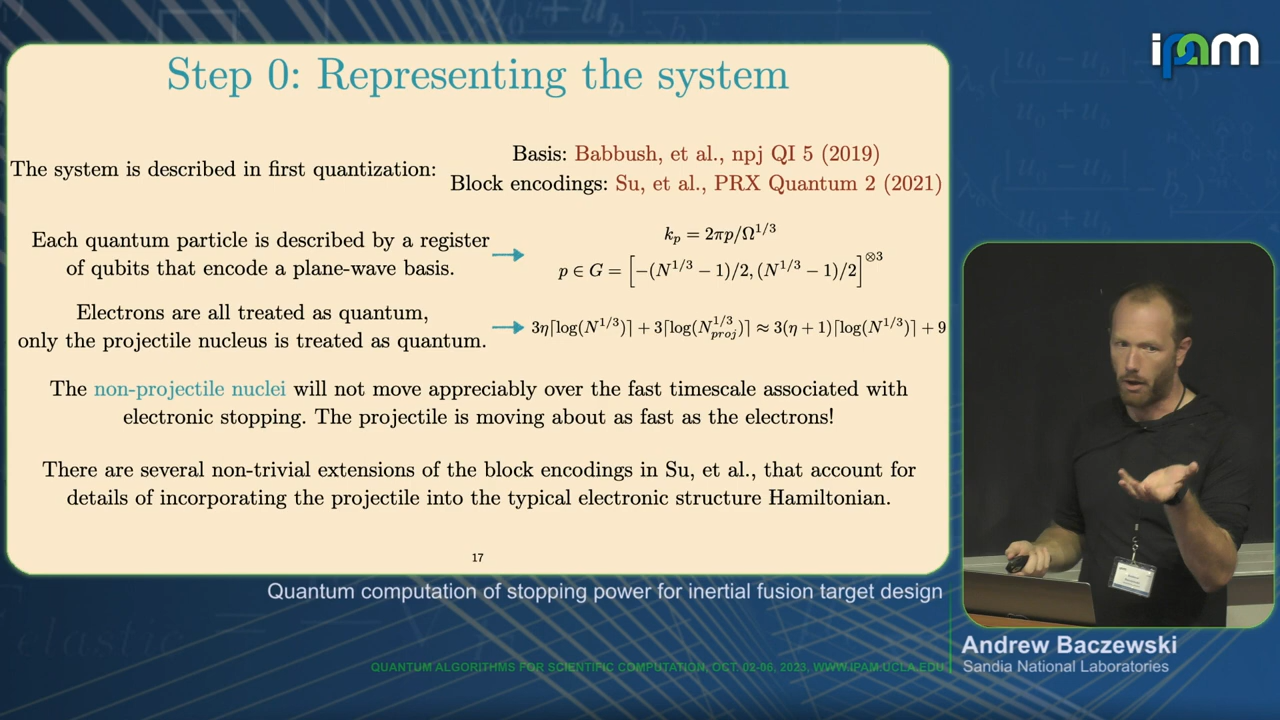 ipam
Step 0: Representing the system
The system is described in first quantization:
Basis: Babbush, et al., npj QI 5 (2019)
Block encodings: Su, et al., PRX Quantum 2 (2021)
Each quantum particle is described by a register
of qubits that encode a plane-wave basis.
k_p = 2πp/Ω^{1/3}
p ∈ G = [−(N^{1/3} − 1)/2, (N^{1/3} − 1)/2]^{⊗3}
Electrons are all treated as quantum,
only the projectile nucleus is treated as quantum.
3η⌈log(N^{1/3})⌉ + 3⌈log(N_{proj}^{1/3})⌉ ≈ 3(η + 1)⌈log(N^{1/3})⌉ + 9
The non-projectile nuclei will not move appreciably over the fast timescale associated with
electronic stopping. The projectile is moving about as fast as the electrons!
There are several non-trivial extensions of the block encodings in Su, et al., that account for
details of incorporating the projectile into the typical electronic structure Hamiltonian.
17
Quantum computation of stopping power for inertial fusion target design
Andrew Baczewski
Sandia National Laboratories
QUANTUM ALGORITHMS FOR SCIENTIFIC COMPUTATION, OCT. 02-06, 2023, WWW.IPAM.UCLA.EDU
elastic